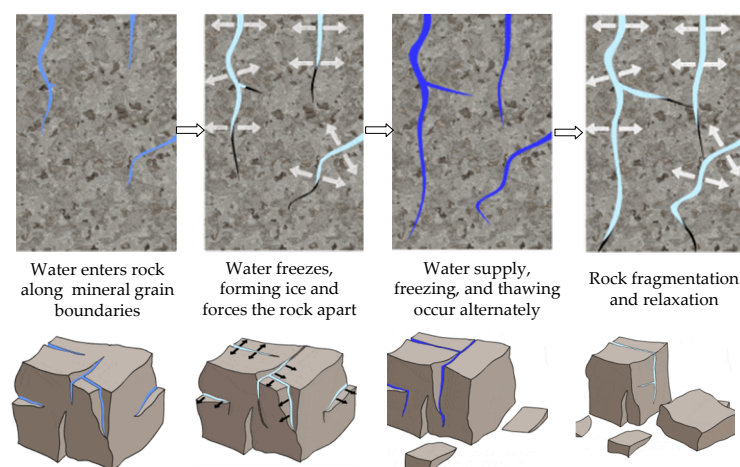 Water enters rock
along mineral grain
boundaries
Water freezes,
forming ice and
forces the rock apart
Water supply,
freezing, and thawing
occur alternately
Rock fragmentation
and relaxation